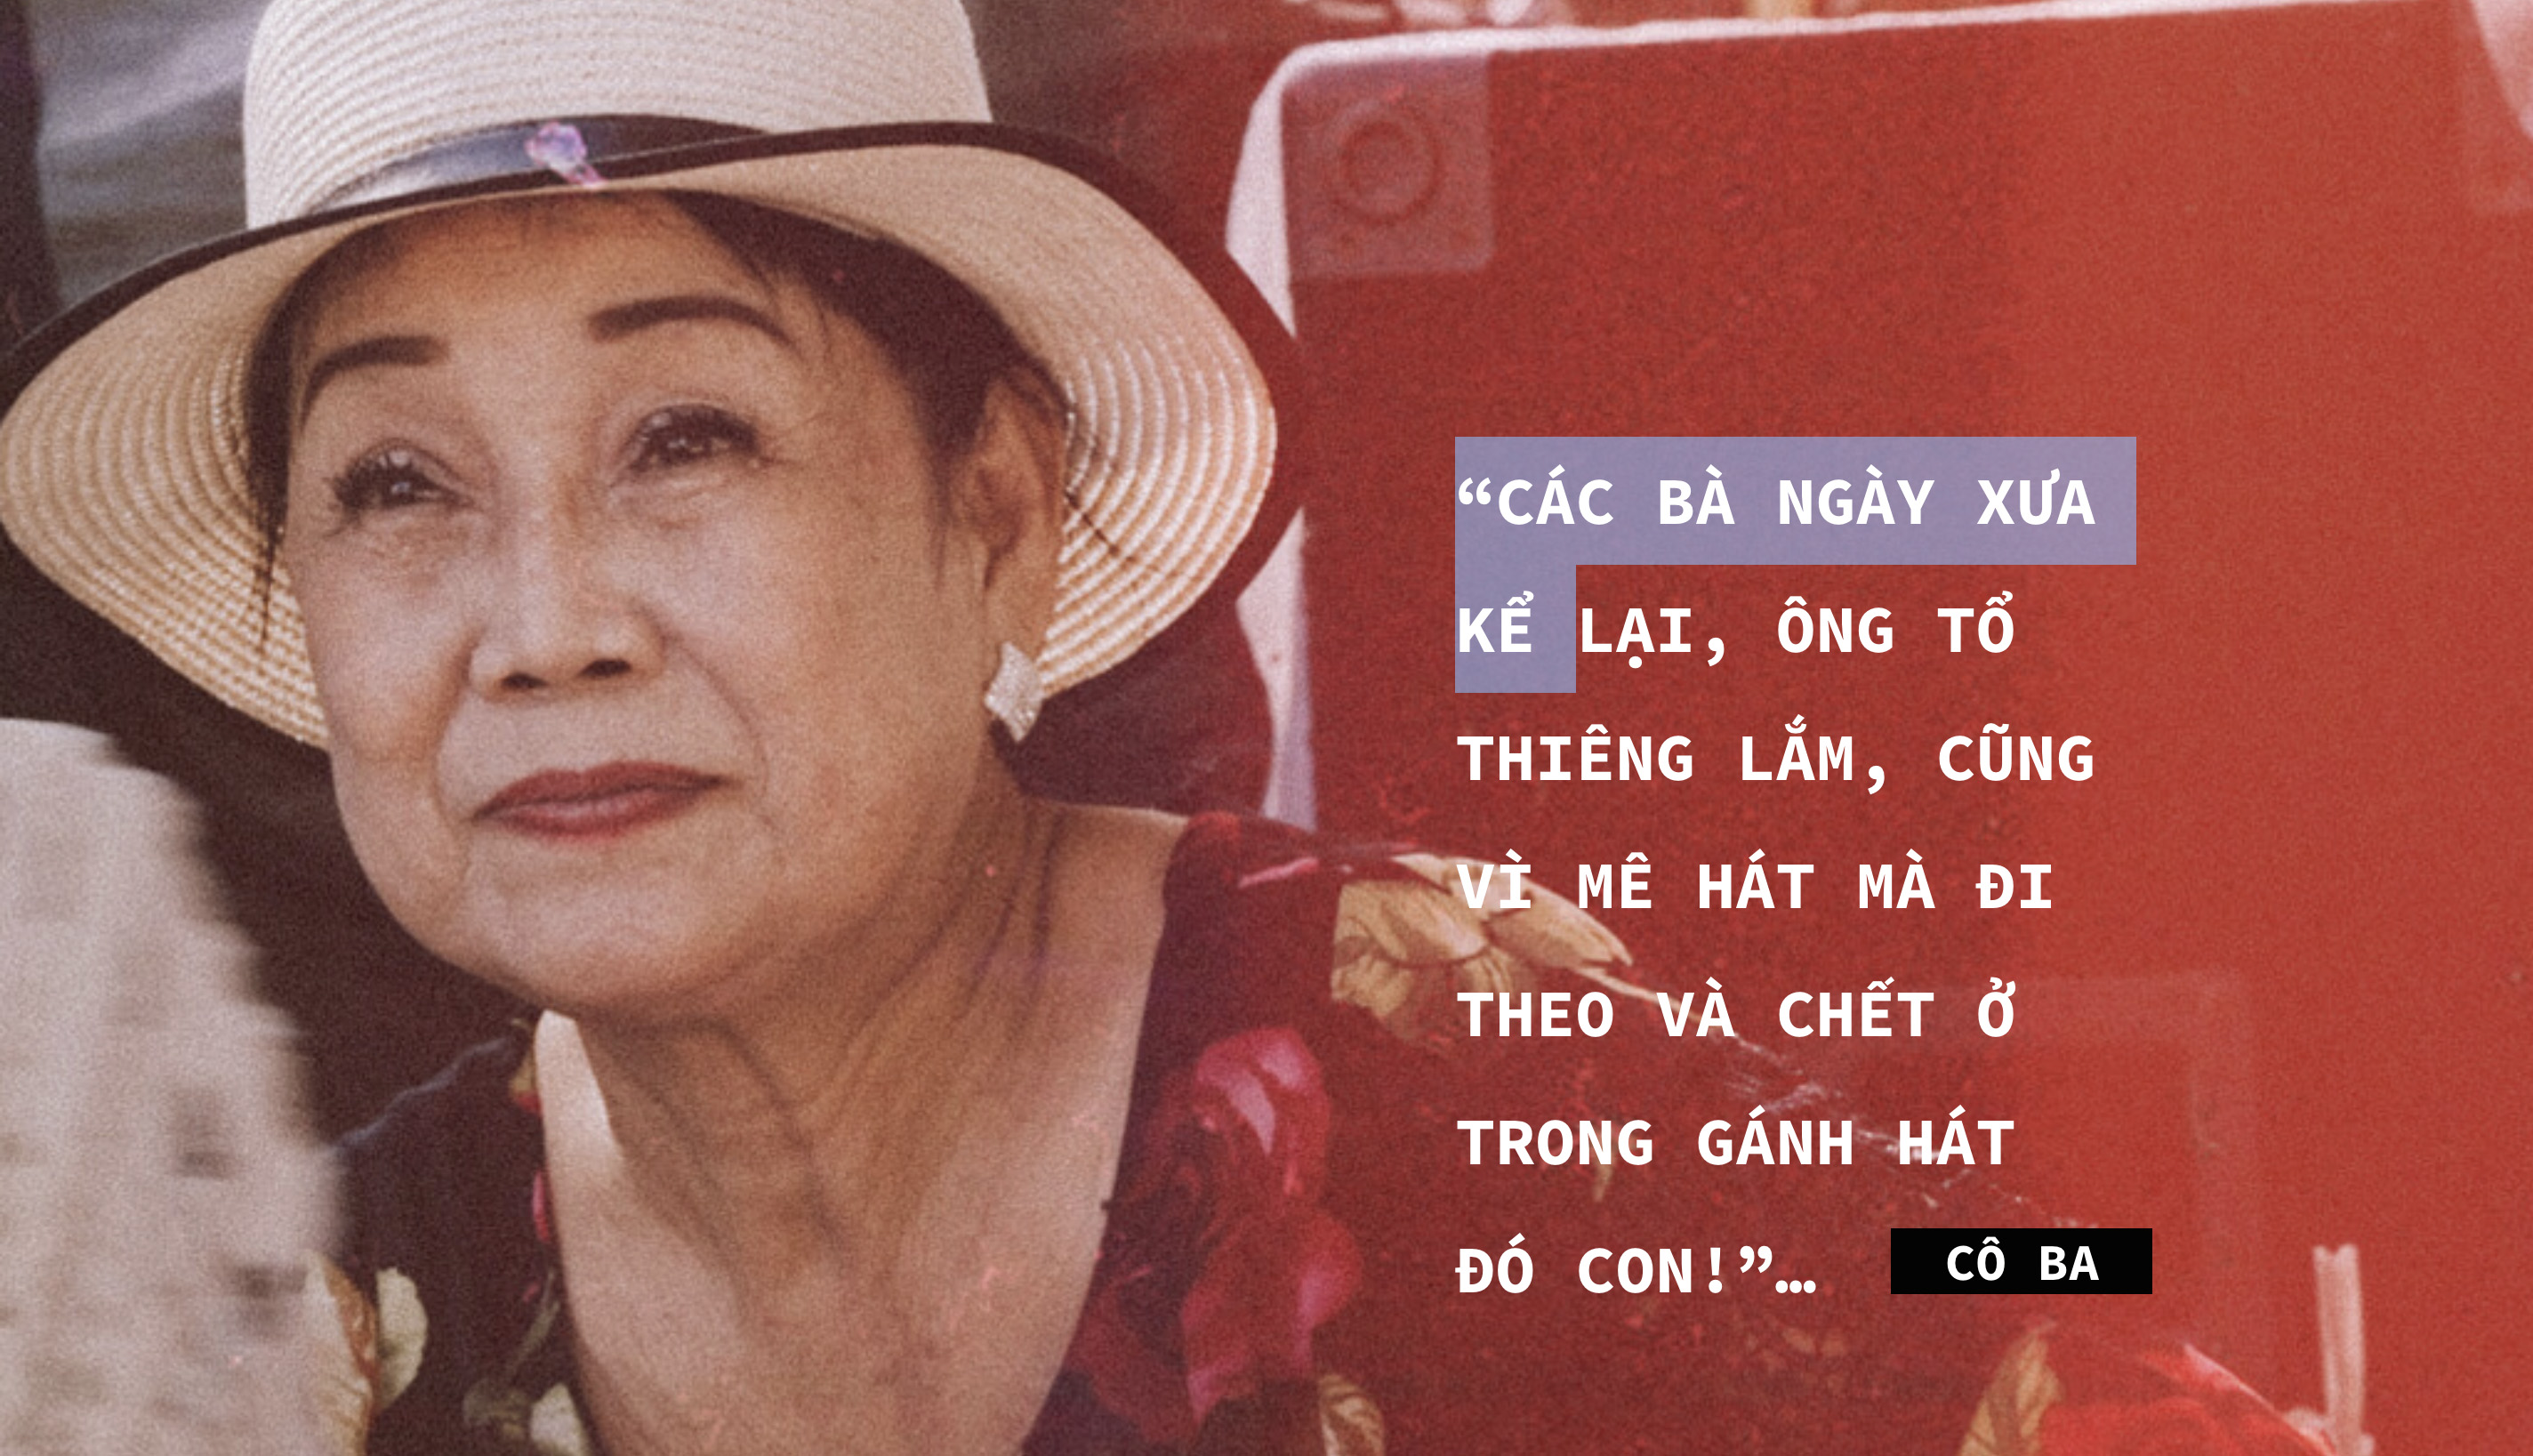 “CÁC BÀ NGÀY XƯA
KỂ LẠI, ÔNG TỔ
THIÊNG LẮM, CŨNG
VÌ MÊ HÁT MÀ ĐI
THEO VÀ CHẾT Ở
TRONG GÁNH HÁT
ĐÓ CON!”…
CÔ BA